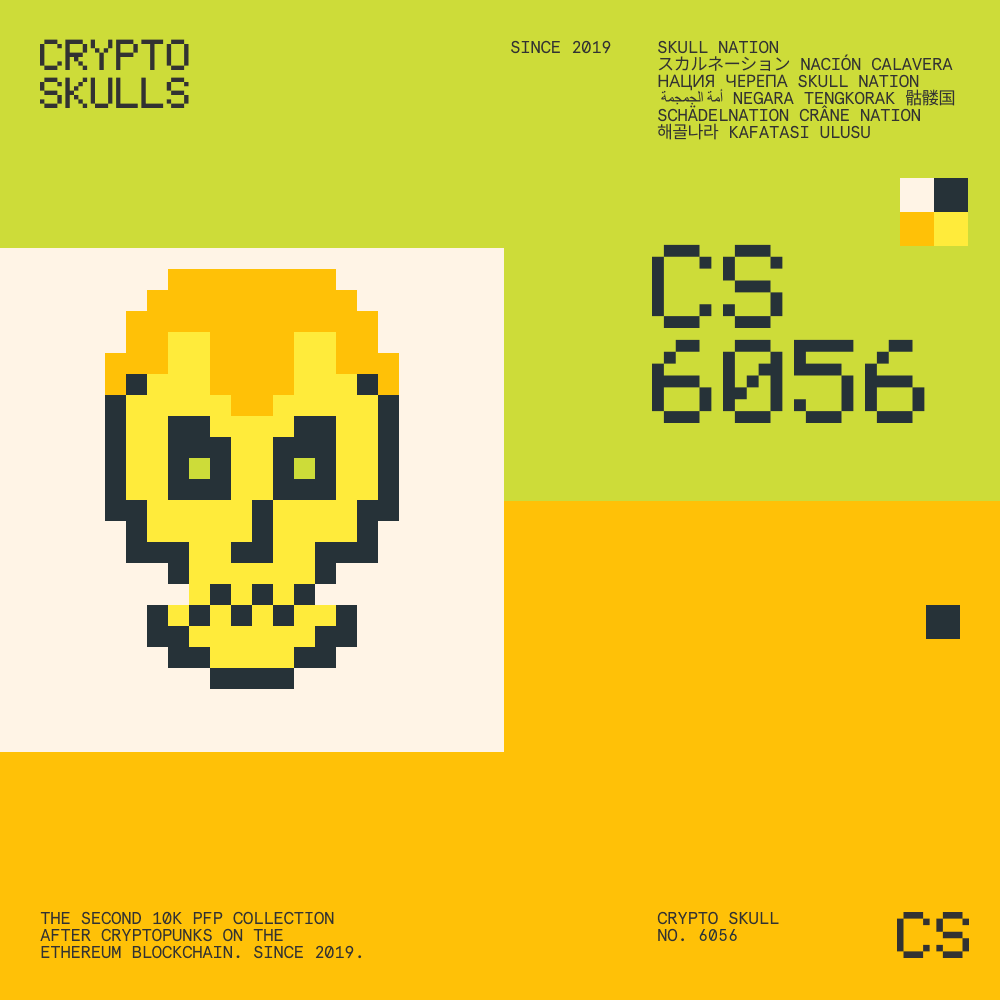 CRYPTO
SKULLS
SINCE 2019
SKULL NATION
スカルネーション NACIÓN CALAVERA
НАЦИЯ ЧЕРЕПА SKULL NATION
أمة الجمجمة NEGARA TENGKORAK 骷髅国
SCHÄDELNATION CRÂNE NATION
해골나라 KAFATASI ULUSU
CS
6056
THE SECOND 10K PFP COLLECTION
AFTER CRYPTOPUNKS ON THE
ETHEREUM BLOCKCHAIN. SINCE 2019.
CRYPTO SKULL
NO. 6056
CS